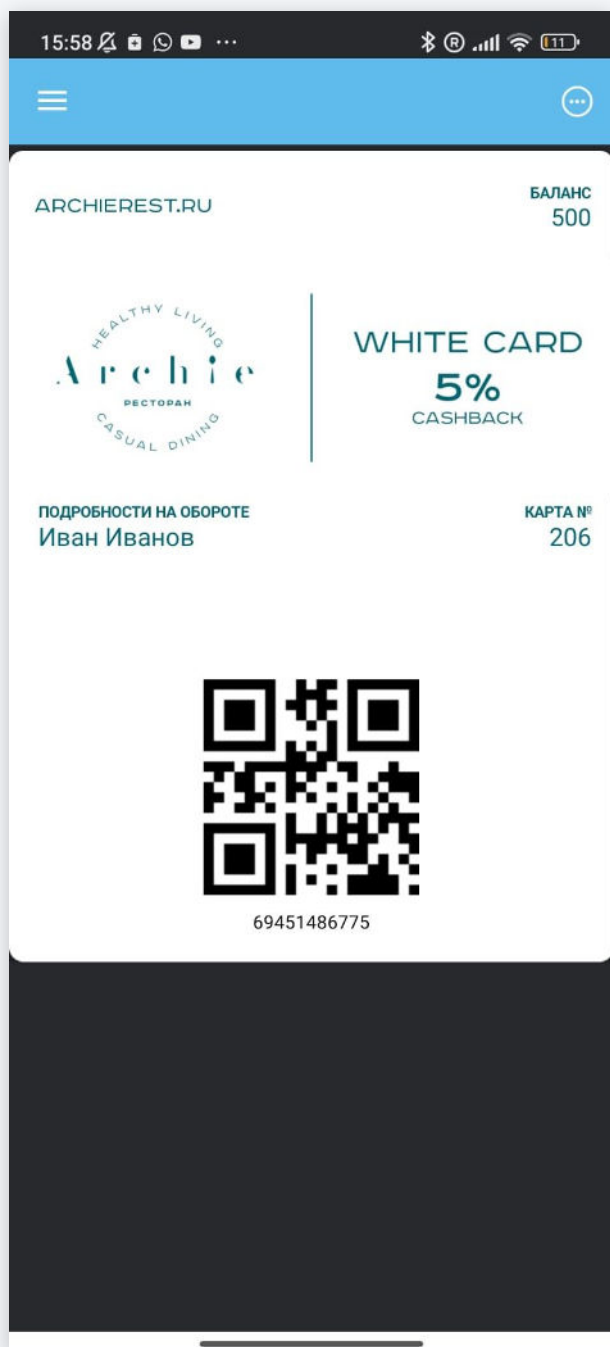 15:58
11
ARCHIEREST.RU
БАЛАНС
500
HEALTHY LIVING
Archie
РЕСТОРАН
CASUAL DINING
WHITE CARD
5%
CASHBACK
ПОДРОБНОСТИ НА ОБОРОТЕ
Иван Иванов
КАРТА №
206
69451486775